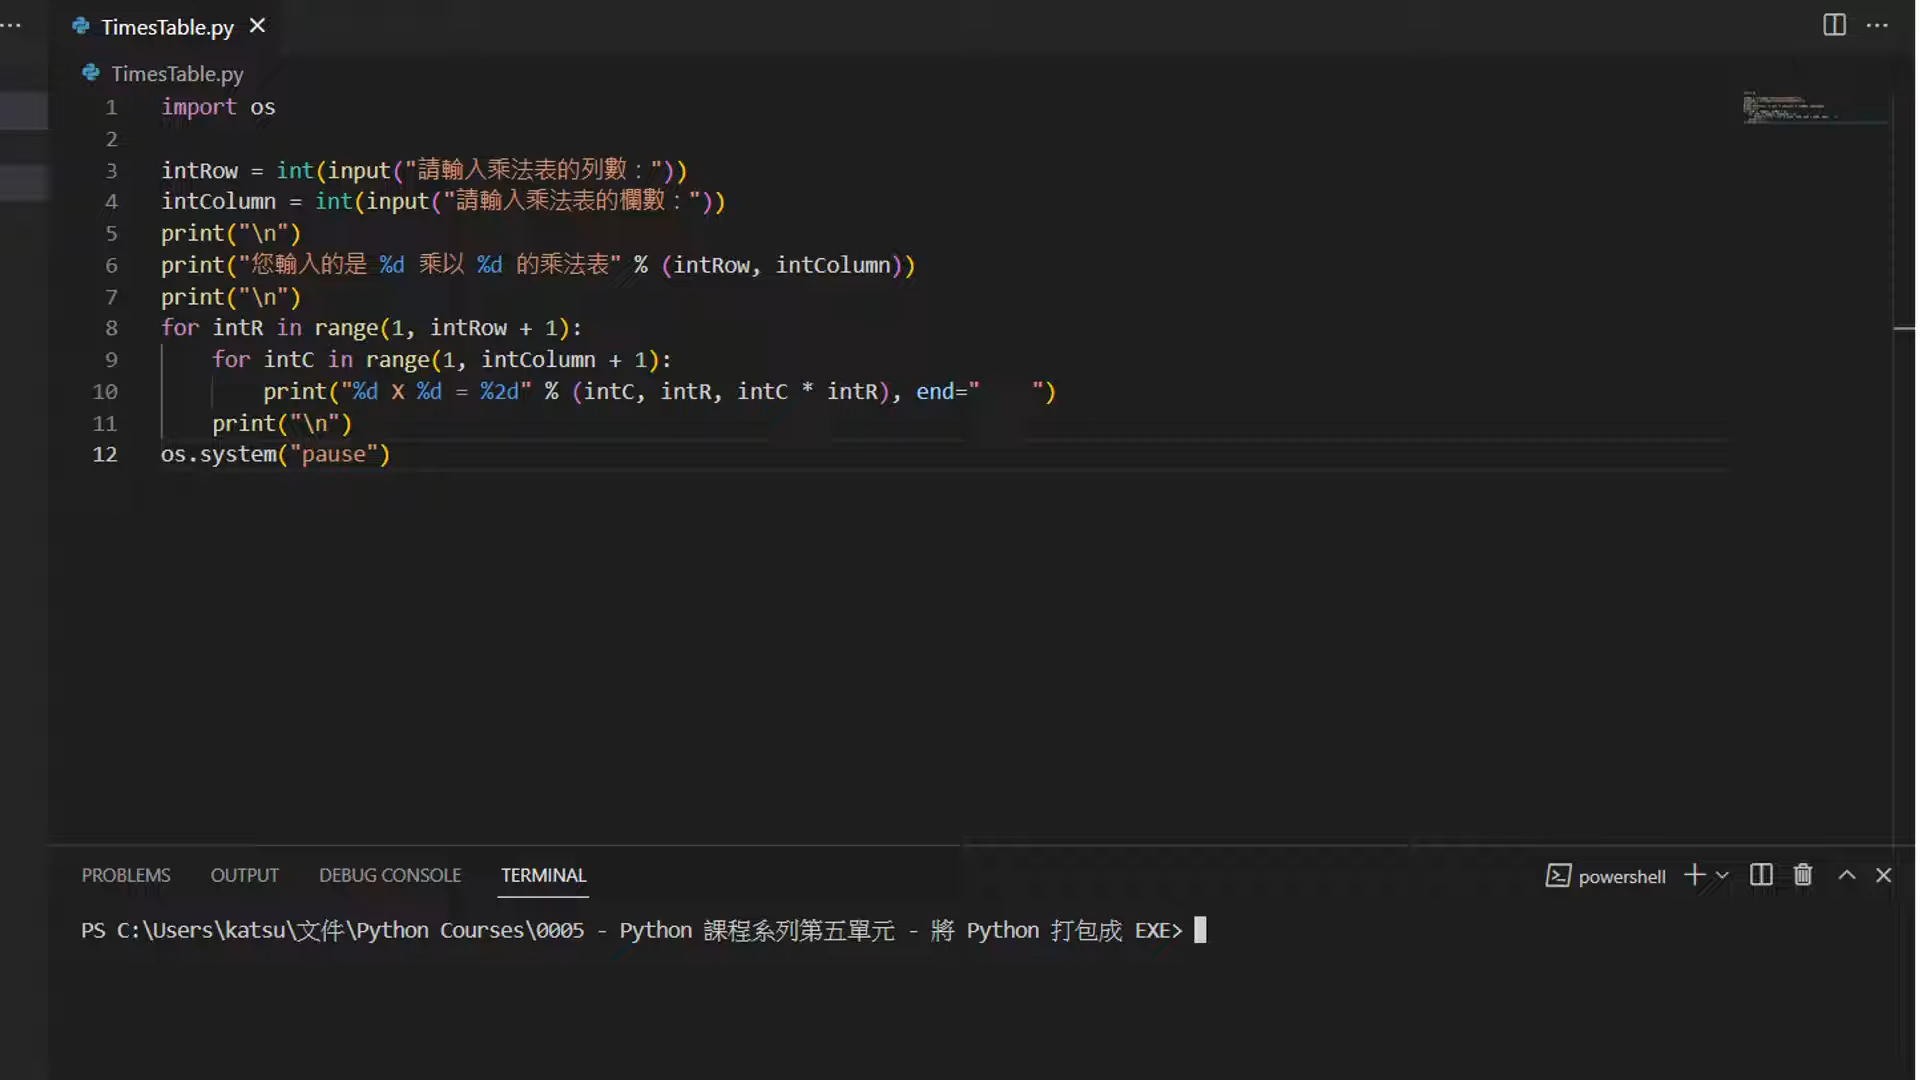 TimesTable.py
TimesTable.py
1 import os
2
3 intRow = int(input("請輸入乘法表的列數："))
4 intColumn = int(input("請輸入乘法表的欄數："))
5 print("\n")
6 print("您輸入的是 %d 乘以 %d 的乘法表" % (intRow, intColumn))
7 print("\n")
8 for intR in range(1, intRow + 1):
9     for intC in range(1, intColumn + 1):
10         print("%d X %d = %2d" % (intC, intR, intC * intR), end="    ")
11     print("\n")
12 os.system("pause")
PROBLEMS OUTPUT DEBUG CONSOLE TERMINAL powershell
PS C:\Users\katsu\文件\Python Courses\0005 - Python 課程系列第五單元 - 將 Python 打包成 EXE>